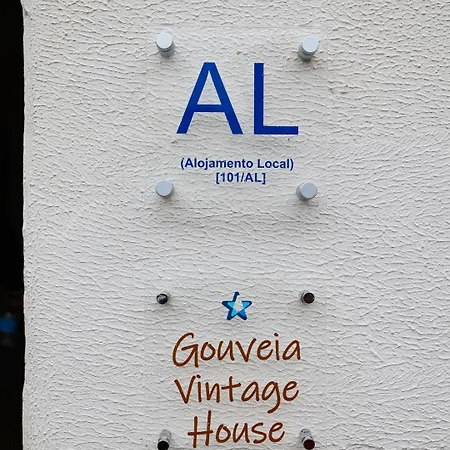 AL
(Alojamento Local)
[101/AL]
Gouveia
Vintage
House